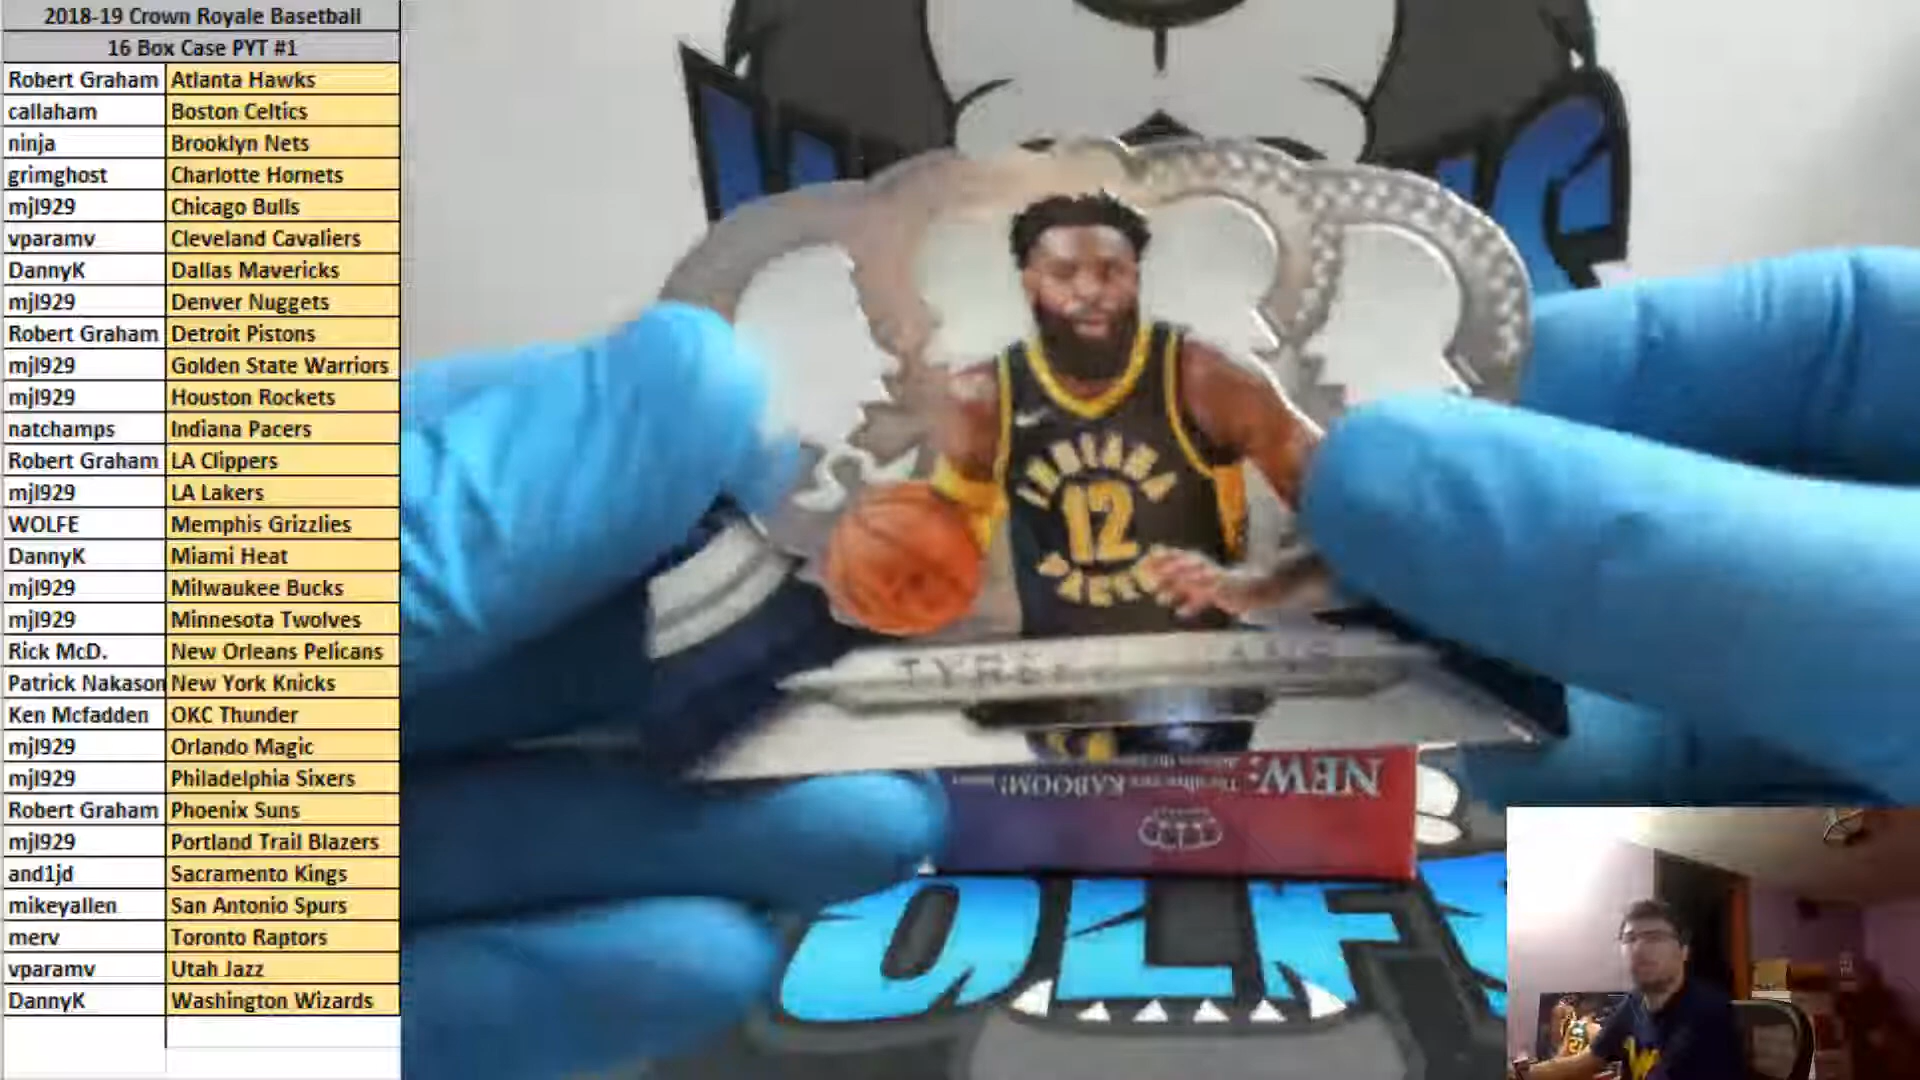 2018-19 Crown Royale Basetball
16 Box Case PYT #1
Robert Graham Atlanta Hawks
callaham Boston Celtics
ninja Brooklyn Nets
grimghost Charlotte Hornets
mjl929 Chicago Bulls
vparamv Cleveland Cavaliers
DannyK Dallas Mavericks
mjl929 Denver Nuggets
Robert Graham Detroit Pistons
mjl929 Golden State Warriors
mjl929 Houston Rockets
natchamps Indiana Pacers
Robert Graham LA Clippers
mjl929 LA Lakers
WOLFE Memphis Grizzlies
DannyK Miami Heat
mjl929 Milwaukee Bucks
mjl929 Minnesota Twolves
Rick McD. New Orleans Pelicans
Patrick Nakason New York Knicks
Ken Mcfadden OKC Thunder
mjl929 Orlando Magic
mjl929 Philadelphia Sixers
Robert Graham Phoenix Suns
mjl929 Portland Trail Blazers
and1jd Sacramento Kings
mikeyallen San Antonio Spurs
merv Toronto Raptors
vparamv Utah Jazz
DannyK Washington Wizards
INDIANA
12
PACERS
NEW:
KABOOM!
OLF